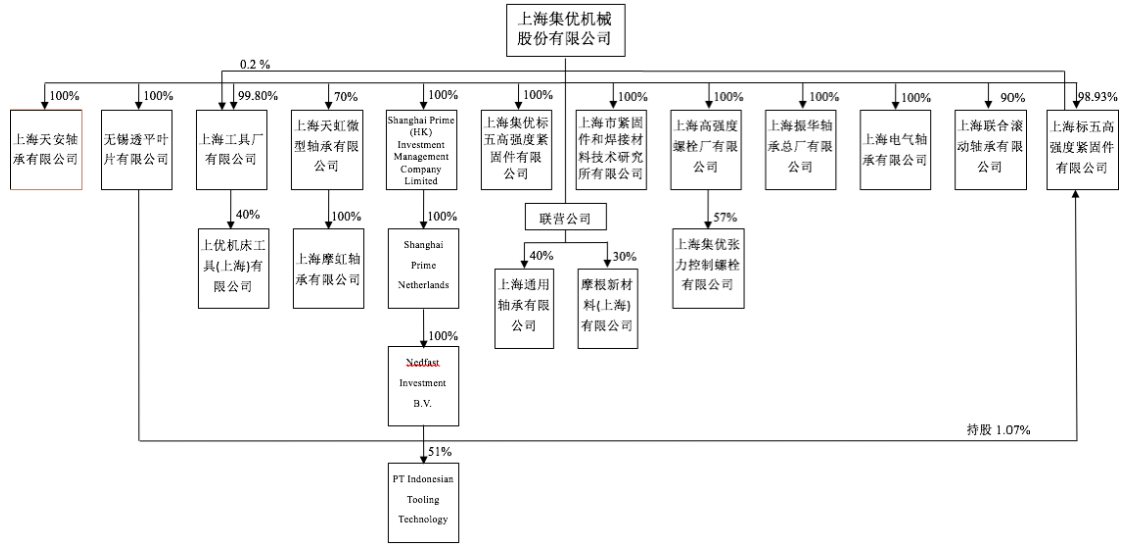 上海集优机械
股份有限公司
0.2 %
100%
100%
99.80%
70%
100%
100%
100%
100%
100%
100%
90%
98.93%
上海天安轴
承有限公司
无锡透平叶
片有限公司
上海工具厂
有限公司
上海天虹微
型轴承有限
公司
Shanghai Prime
(HK)
Investment
Management
Company
Limited
上海集优标
五高强度紧
固件有限
公司
上海市紧固
件和焊接材
料技术研究
所有限公司
上海高强度
螺栓厂有限
公司
上海振华轴
承总厂有限
公司
上海电气轴
承有限公司
上海联合滚
动轴承有限
公司
上海标五高
强度紧固件
有限公司
40%
100%
100%
联营公司
57%
上优机床工
具(上海)有
限公司
上海摩虹轴
承有限公司
Shanghai
Prime
Netherlands
40%
30%
上海通用
轴承有限
公司
摩根新材
料(上海)
有限公司
上海集优张
力控制螺栓
有限公司
100%
Nedfast
Investment
B.V.
持股 1.07%
51%
PT Indonesian
Tooling
Technology